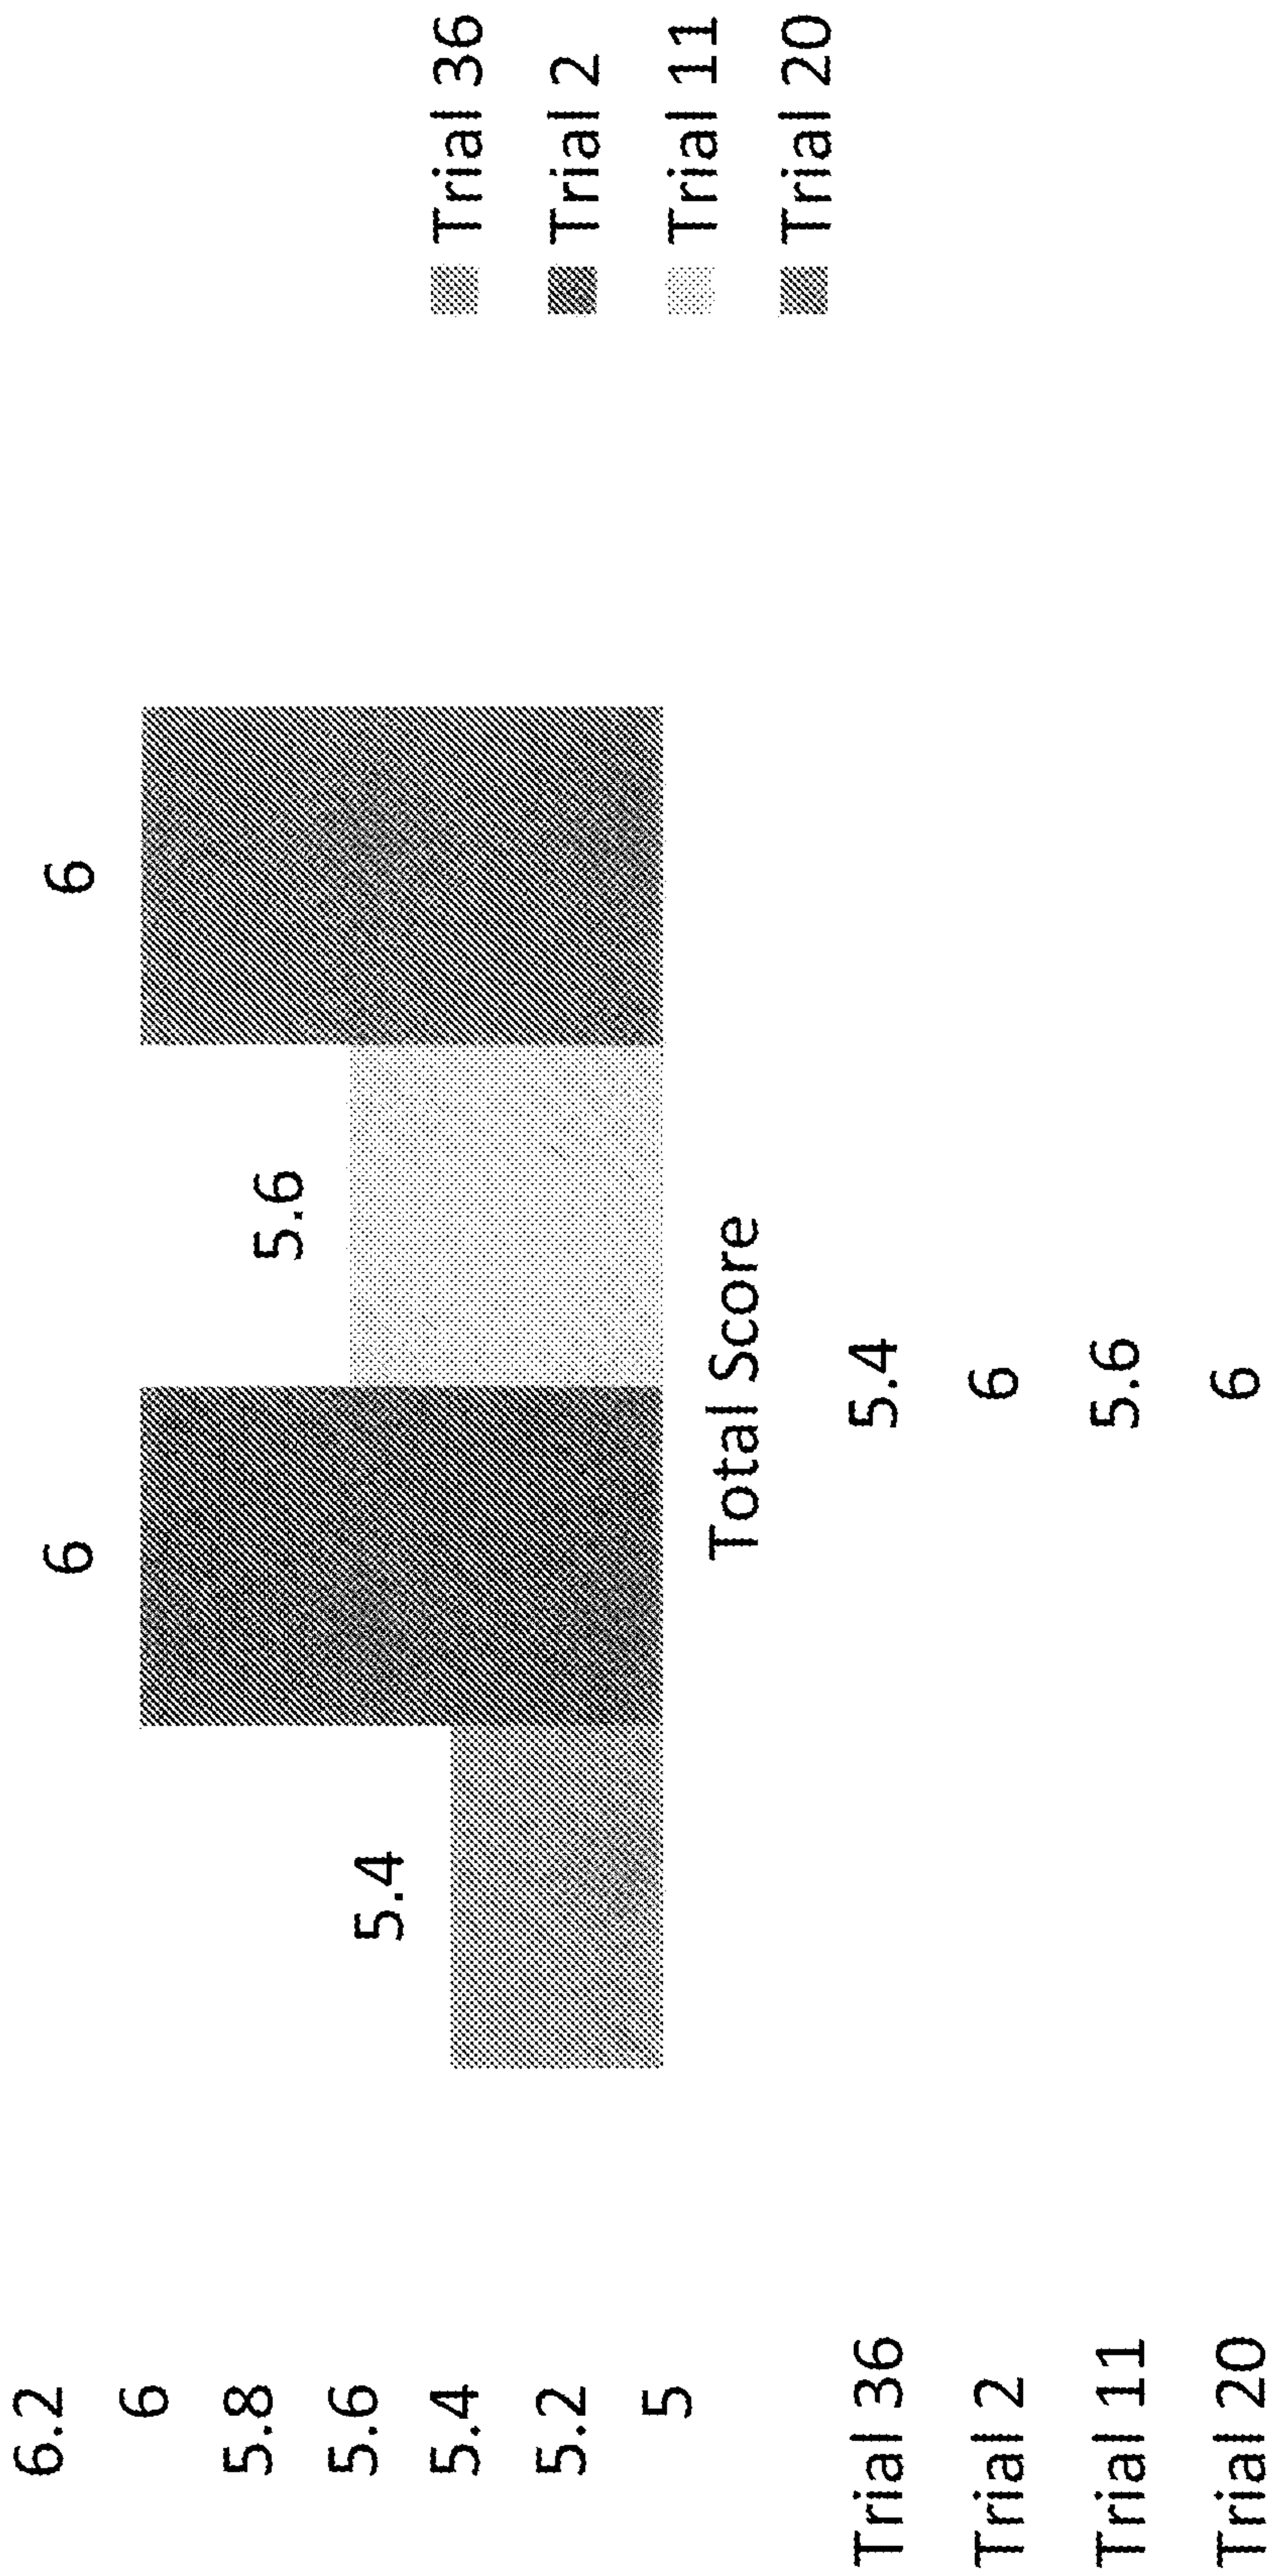 6.2
6
5.8
5.6
5.4
5.2
5
5.4
6
5.6
6
Total Score
Trial 36 5.4
Trial 2 6
Trial 11 5.6
Trial 20 6
Trial 36
Trial 2
Trial 11
Trial 20